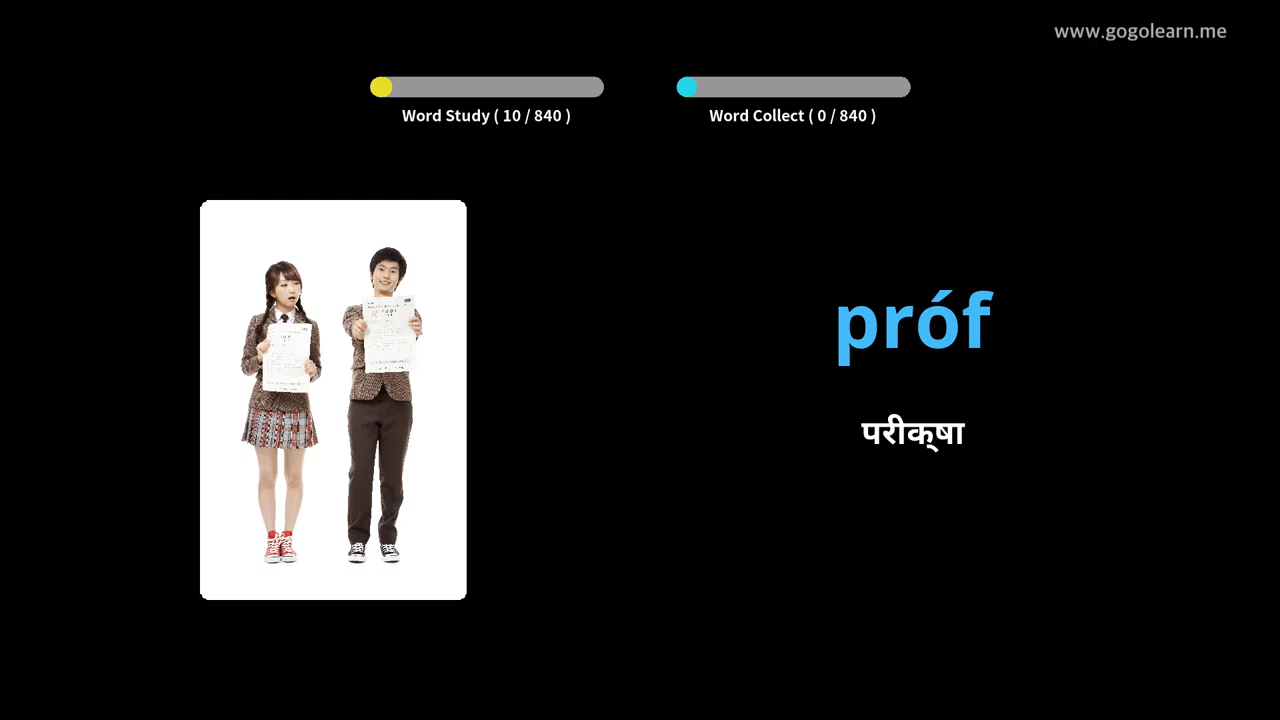 www.gogolearn.me
Word Study ( 10 / 840 )
Word Collect ( 0 / 840 )
próf
परीक्‌षा